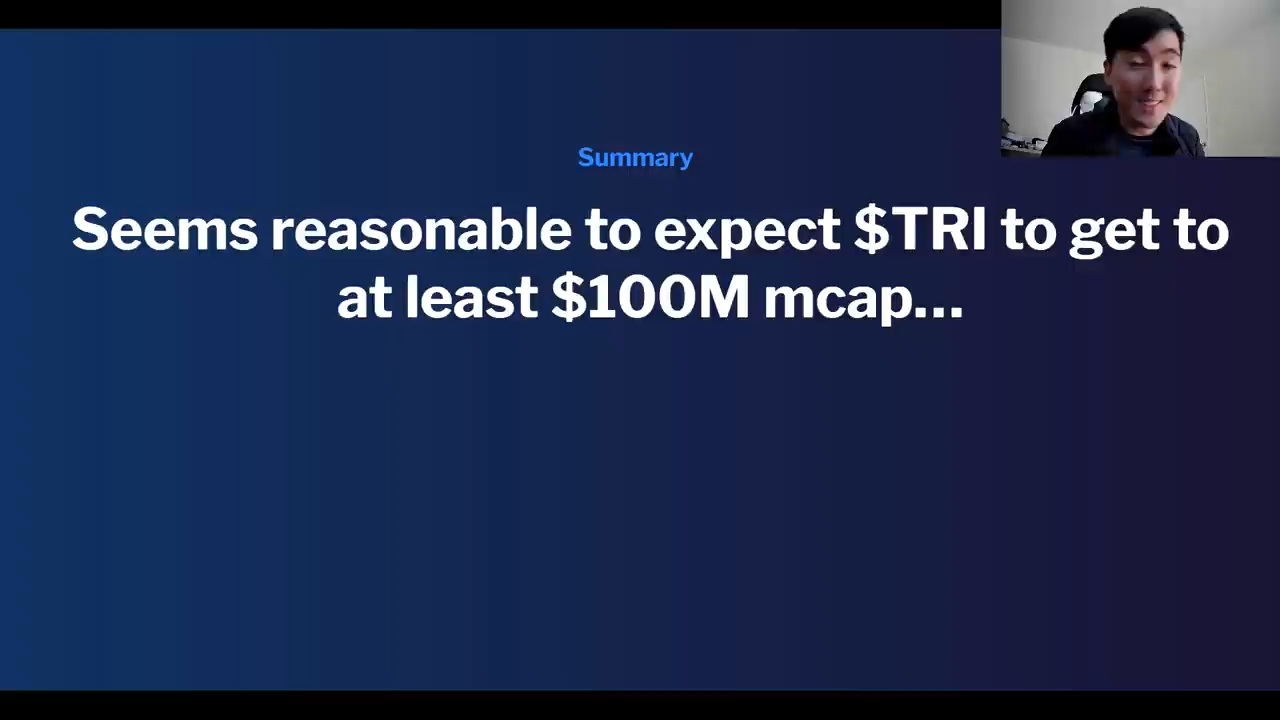 Summary
Seems reasonable to expect $TRI to get to
at least $100M mcap...